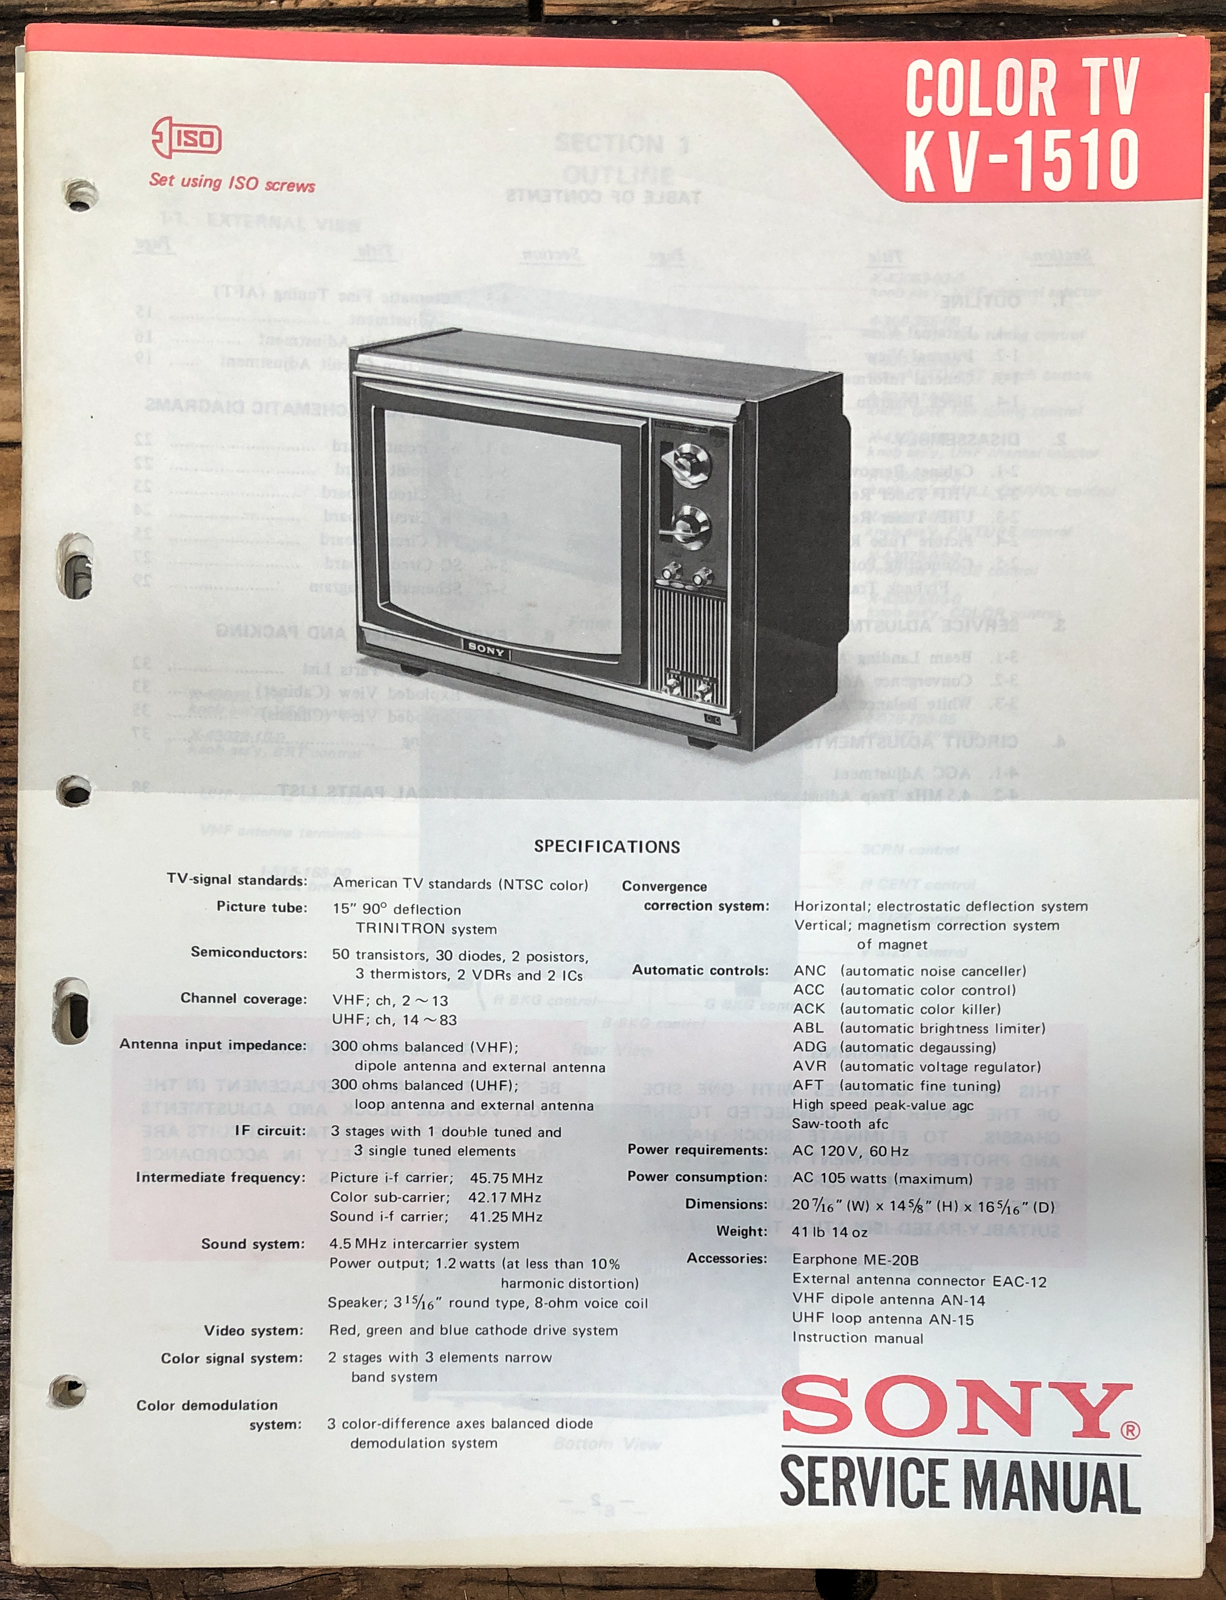 COLOR TV
KV-1510
ISO
Set using ISO screws
SONY
SPECIFICATIONS
TV-signal standards: American TV standards (NTSC color)
Picture tube: 15" 90° deflection
TRINITRON system
Semiconductors: 50 transistors, 30 diodes, 2 posistors,
3 thermistors, 2 VDRs and 2 ICs
Channel coverage: VHF; ch, 2 ~ 13
UHF; ch, 14 ~ 83
Antenna input impedance: 300 ohms balanced (VHF);
dipole antenna and external antenna
300 ohms balanced (UHF);
loop antenna and external antenna
IF circuit: 3 stages with 1 double tuned and
3 single tuned elements
Intermediate frequency: Picture i-f carrier; 45.75 MHz
Color sub-carrier; 42.17 MHz
Sound i-f carrier; 41.25 MHz
Sound system: 4.5 MHz intercarrier system
Power output; 1.2 watts (at less than 10%
harmonic distortion)
Speaker; 3 15/16" round type, 8-ohm voice coil
Video system: Red, green and blue cathode drive system
Color signal system: 2 stages with 3 elements narrow
band system
Color demodulation
system: 3 color-difference axes balanced diode
demodulation system
Convergence
correction system: Horizontal; electrostatic deflection system
Vertical; magnetism correction system
of magnet
Automatic controls: ANC (automatic noise canceller)
ACC (automatic color control)
ACK (automatic color killer)
ABL (automatic brightness limiter)
ADG (automatic degaussing)
AVR (automatic voltage regulator)
AFT (automatic fine tuning)
High speed peak-value agc
Saw-tooth afc
Power requirements: AC 120 V, 60 Hz
Power consumption: AC 105 watts (maximum)
Dimensions: 20 7/16" (W) x 14 5/8" (H) x 16 5/16" (D)
Weight: 41 lb 14 oz
Accessories: Earphone ME-20B
External antenna connector EAC-12
VHF dipole antenna AN-14
UHF loop antenna AN-15
Instruction manual
SONY®
SERVICE MANUAL